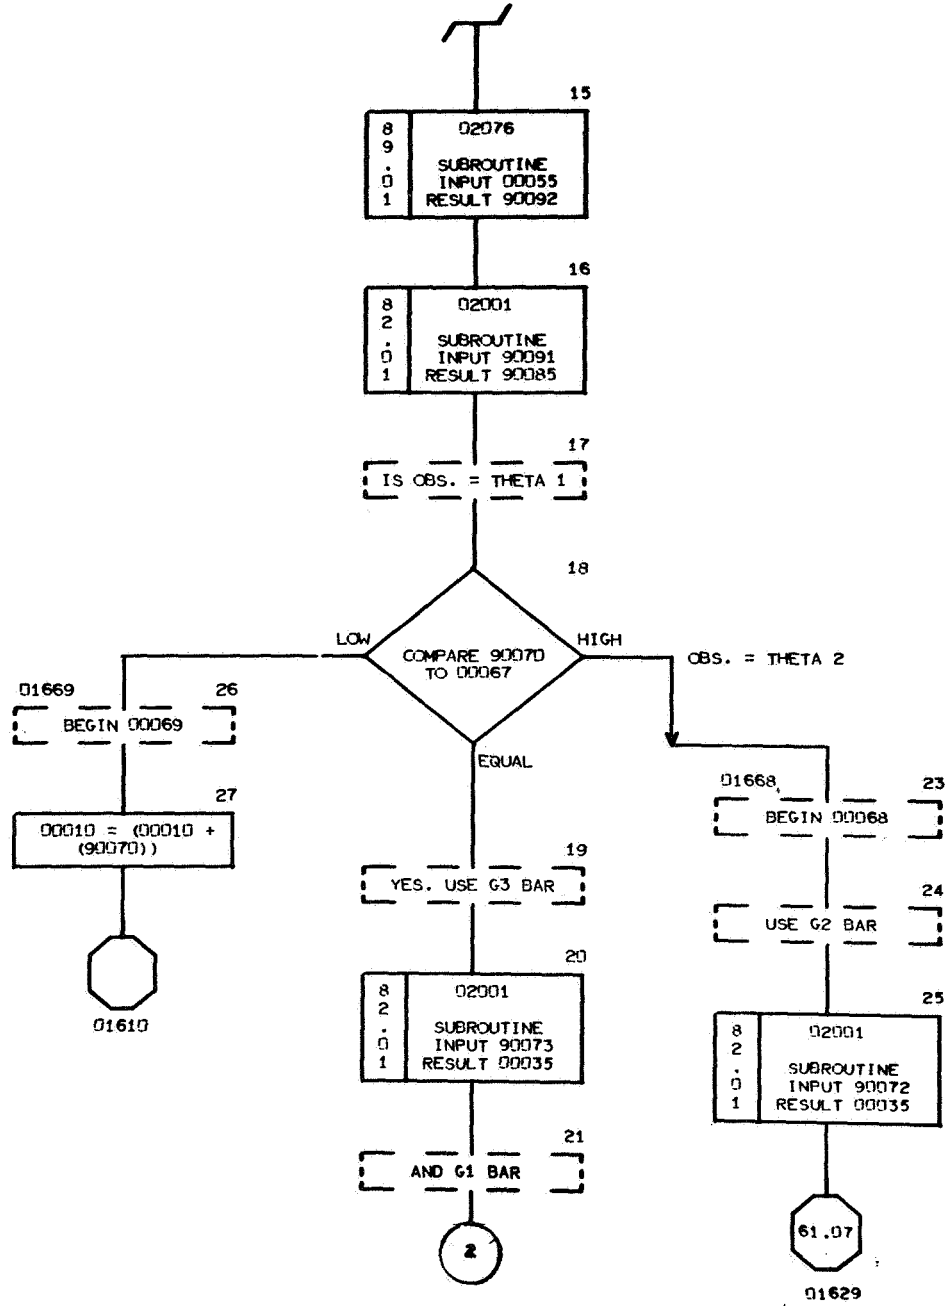 15
8 9 . 0 1
02076
SUBROUTINE
INPUT 00055
RESULT 90092
16
8 2 . 0 1
02001
SUBROUTINE
INPUT 90091
RESULT 90085
17
IS OBS. = THETA 1
18
LOW
COMPARE 90070
TO 00067
HIGH
OBS. = THETA 2
EQUAL
01669
26
BEGIN 00069
27
00010 = (00010 +
(90070))
01610
19
YES. USE G3 BAR
20
8 2 . 0 1
02001
SUBROUTINE
INPUT 90073
RESULT 00035
21
AND G1 BAR
2
01668
23
BEGIN 00068
24
USE G2 BAR
25
8 2 . 0 1
02001
SUBROUTINE
INPUT 90072
RESULT 00035
61.07
01629